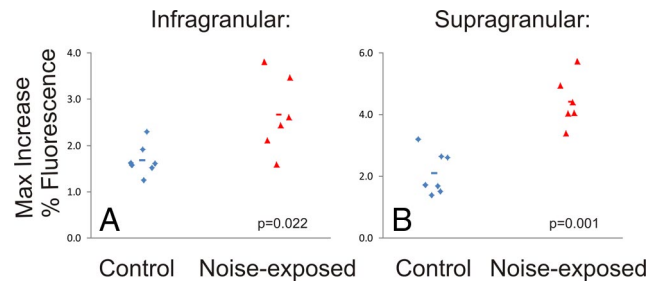 Infragranular:
Supragranular:
Max Increase
% Fluorescence
4.0
3.0
2.0
1.0
0.0
A
p=0.022
Control
Noise-exposed
6.0
4.0
2.0
0.0
B
p=0.001
Control
Noise-exposed